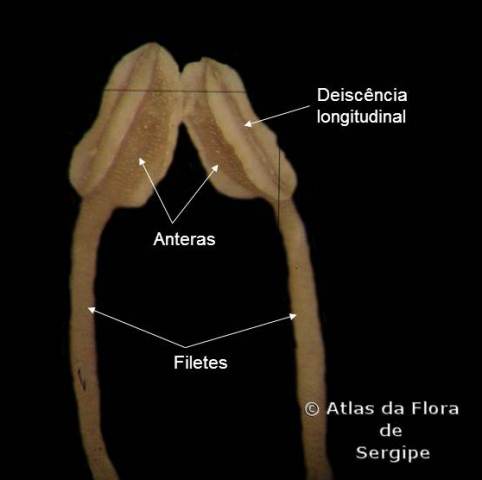 Deiscência
longitudinal
Anteras
Filetes
© Atlas da Flora
de
Sergipe